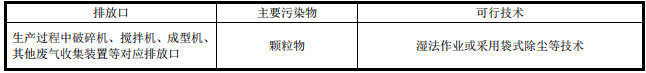 排放口 主要污染物 可行技术
生产过程中破碎机、搅拌机、成型机、
其他废气收集装置等对应排放口
颗粒物
湿法作业或采用袋式除尘等技术